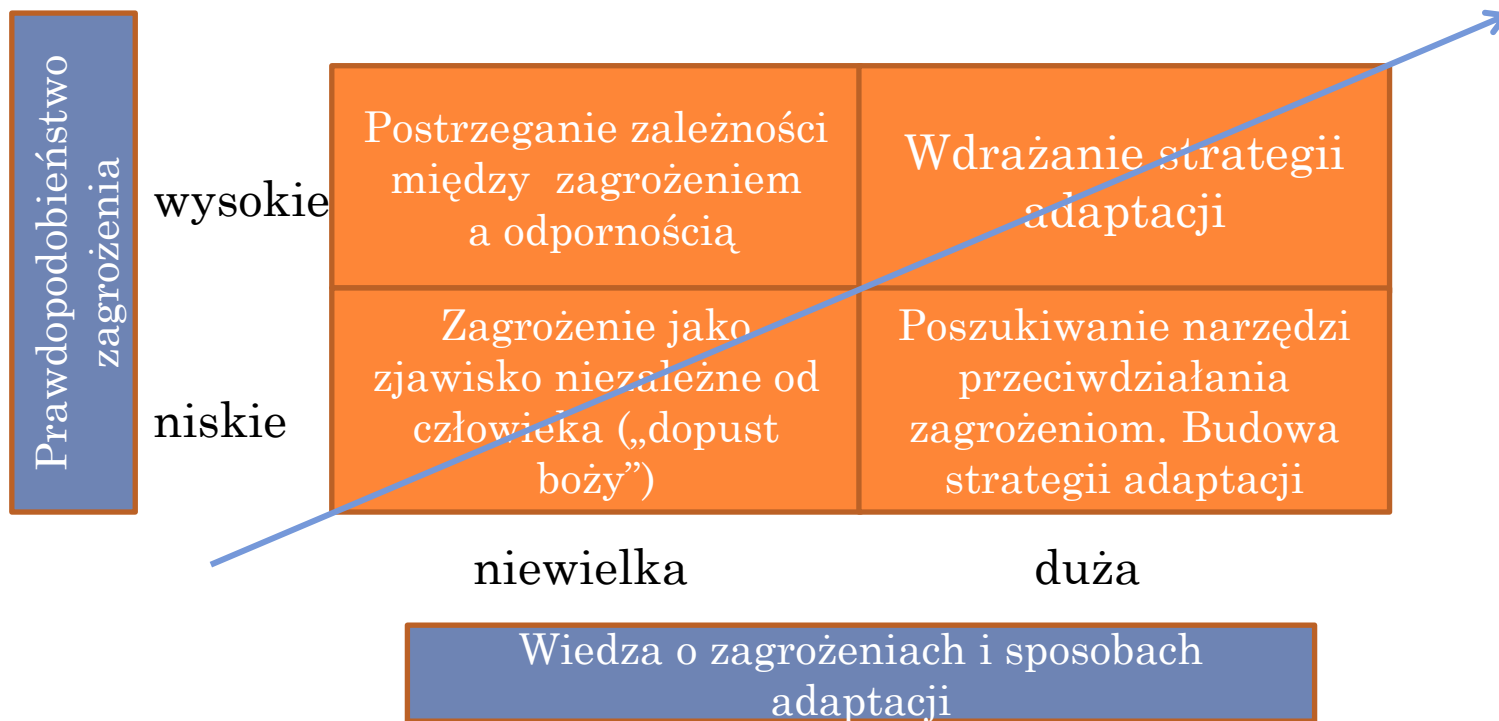 Prawdopodobieństwo
zagrożenia
wysokie
Postrzeganie zależności
między zagrożeniem
a odpornością
Wdrażanie strategii
adaptacji
niskie
Zagrożenie jako
zjawisko niezależne od
człowieka („dopust
boży”)
Poszukiwanie narzędzi
przeciwdziałania
zagrożeniom. Budowa
strategii adaptacji
niewielka
duża
Wiedza o zagrożeniach i sposobach
adaptacji